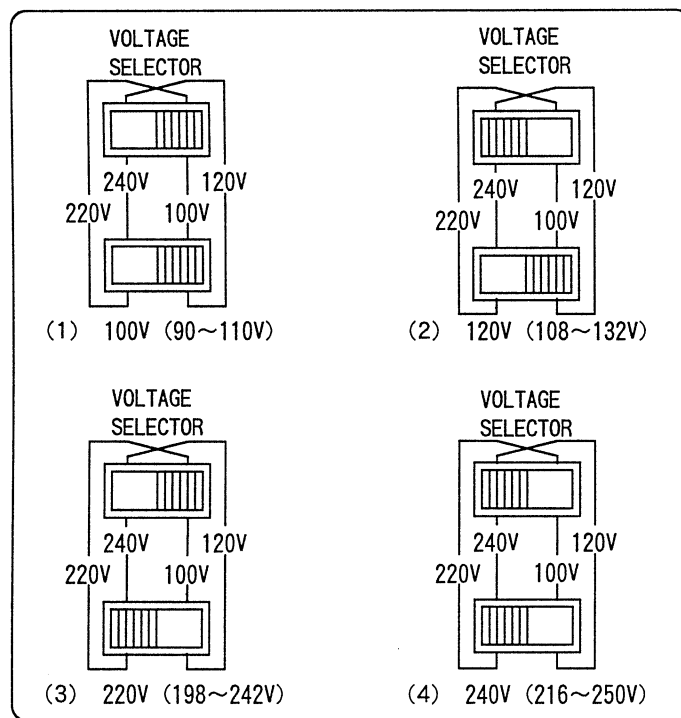 VOLTAGE
SELECTOR
240V 120V
220V 100V
(1) 100V (90～110V)
VOLTAGE
SELECTOR
240V 120V
220V 100V
(2) 120V (108～132V)
VOLTAGE
SELECTOR
240V 120V
220V 100V
(3) 220V (198～242V)
VOLTAGE
SELECTOR
240V 120V
220V 100V
(4) 240V (216～250V)